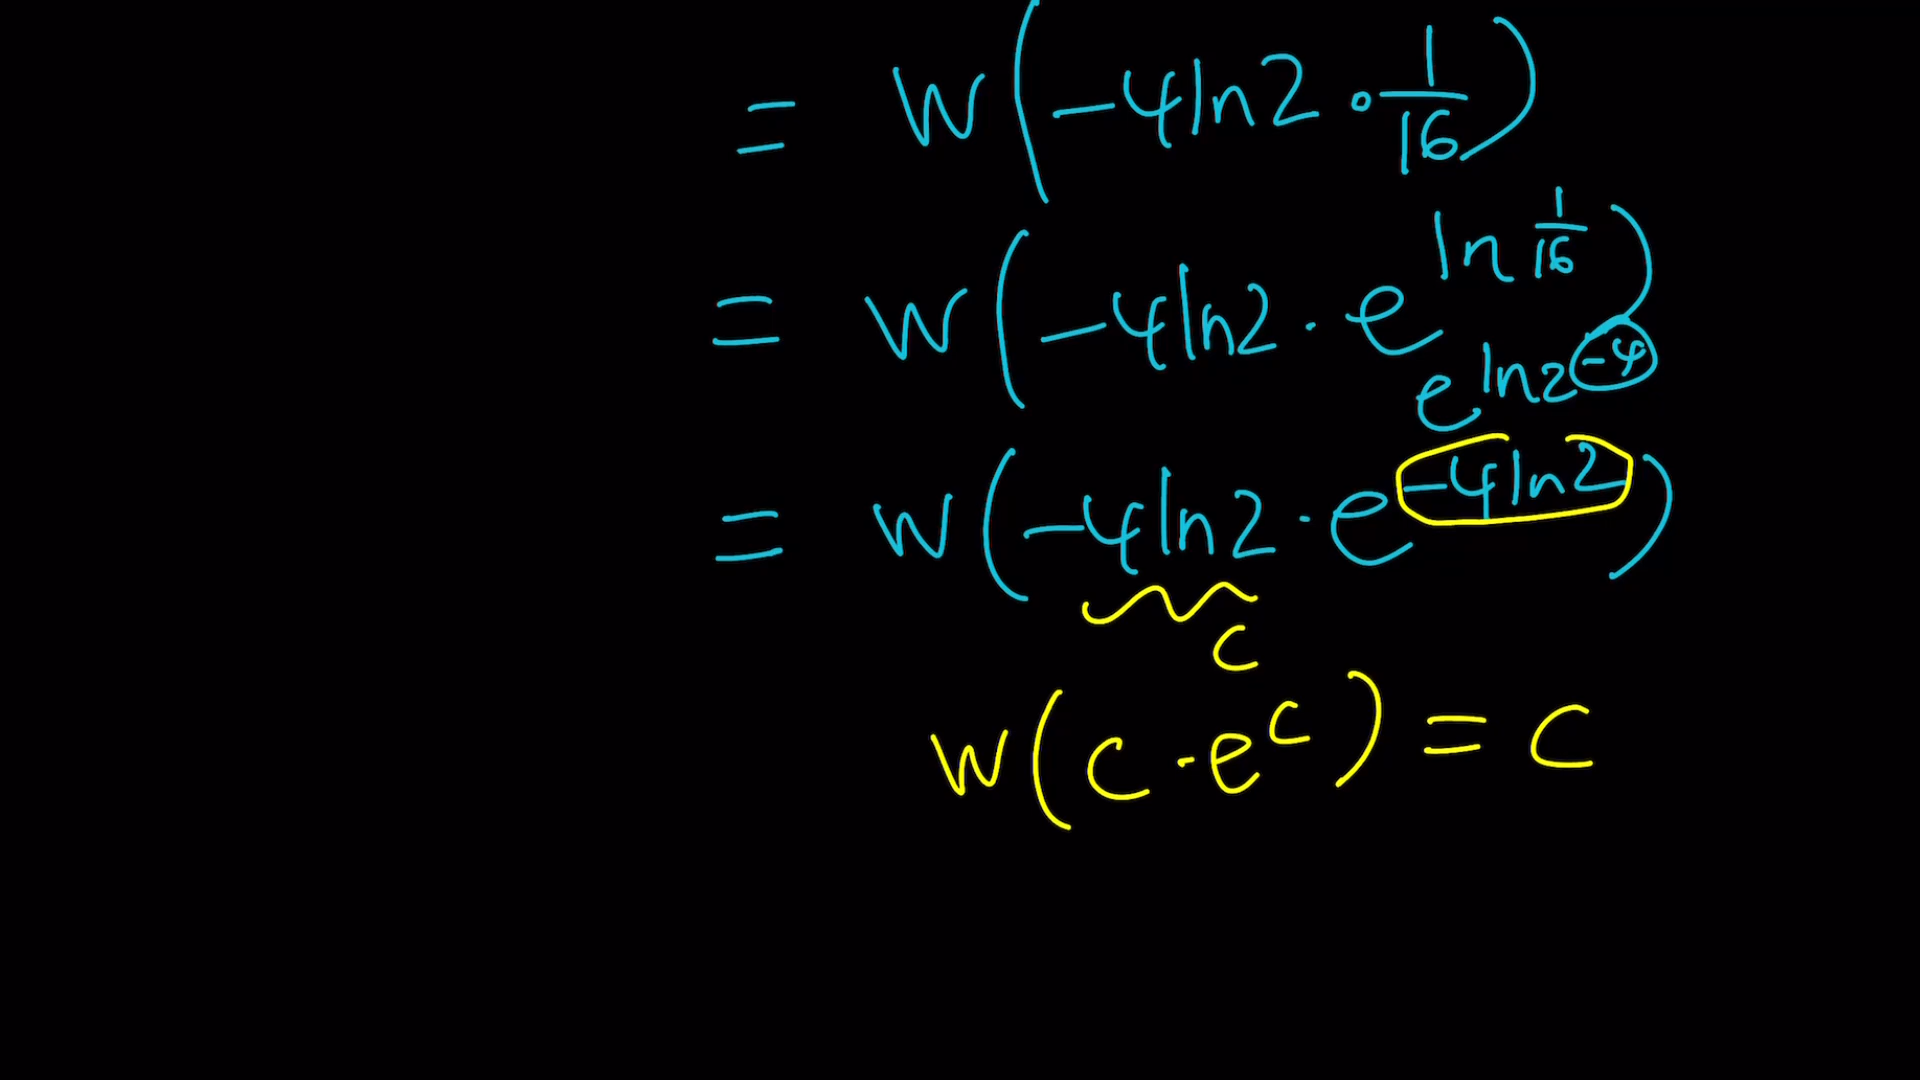 = W(-4ln2 · 1/16)
= W(-4ln2 · e^(ln 1/16))
e^(ln2^(-4))
= W(-4ln2 · e^(-4ln2))
c
W(c · e^c) = c